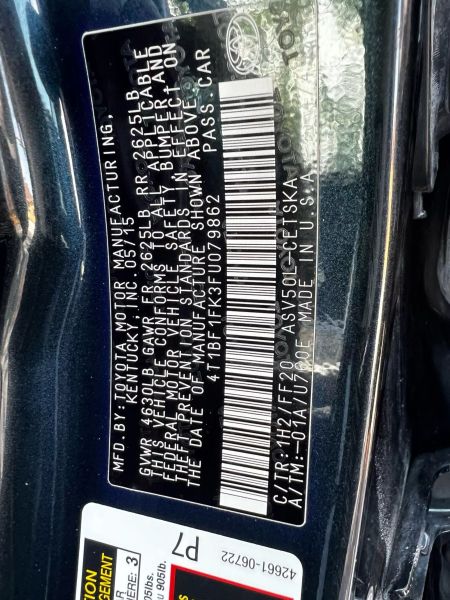 MFD.BY:TOYOTA MOTOR MANUFACTURING,
KENTUCKY, INC. 05/15
GVWR 4630LB GAWR FR 2625LB RR 2625LB
THIS VEHICLE CONFORMS TO ALL APPLICABLE
FEDERAL MOTOR VEHICLE SAFETY BUMPER,AND
THEFT PREVENTION STANDARDS IN EFFECT ON
THE DATE OF MANUFACTURE SHOWN ABOVE.
4T1BF1FK3FU079862 PASS. CAR
C/TR: 1H2/FF20 ASV50L-CETSKA
A/TM:-01A/U760E MADE IN U.S.A.
TOYOTA
P7
42661-06722
3